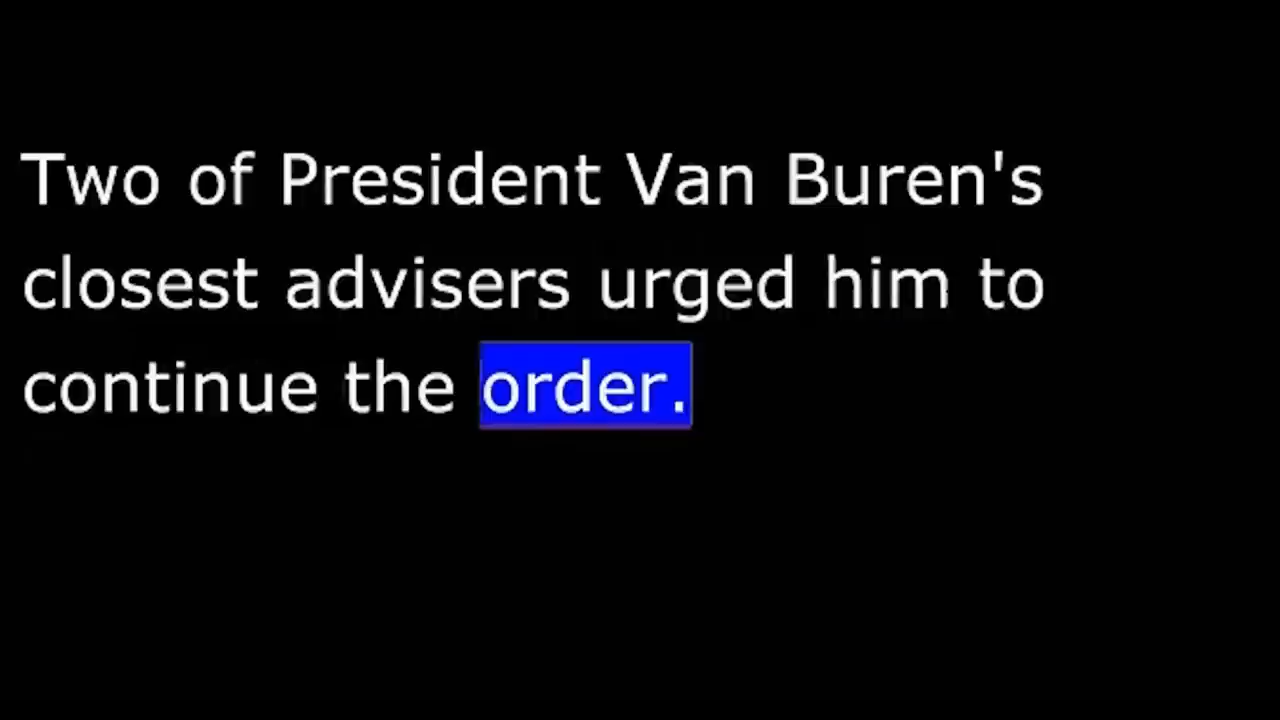 Two of President Van Buren's
closest advisers urged him to
continue the order.